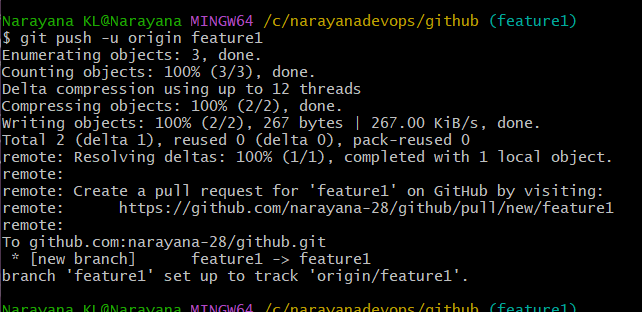 Narayana KL@Narayana MINGW64 /c/narayanadevops/github (feature1)
$ git push -u origin feature1
Enumerating objects: 3, done.
Counting objects: 100% (3/3), done.
Delta compression using up to 12 threads
Compressing objects: 100% (2/2), done.
Writing objects: 100% (2/2), 267 bytes | 267.00 KiB/s, done.
Total 2 (delta 1), reused 0 (delta 0), pack-reused 0
remote: Resolving deltas: 100% (1/1), completed with 1 local object.
remote:
remote: Create a pull request for 'feature1' on GitHub by visiting:
remote:      https://github.com/narayana-28/github/pull/new/feature1
remote:
To github.com:narayana-28/github.git
 * [new branch]      feature1 -> feature1
branch 'feature1' set up to track 'origin/feature1'.
Narayana KL@Narayana MINGW64 /c/narayanadevops/github (feature1)